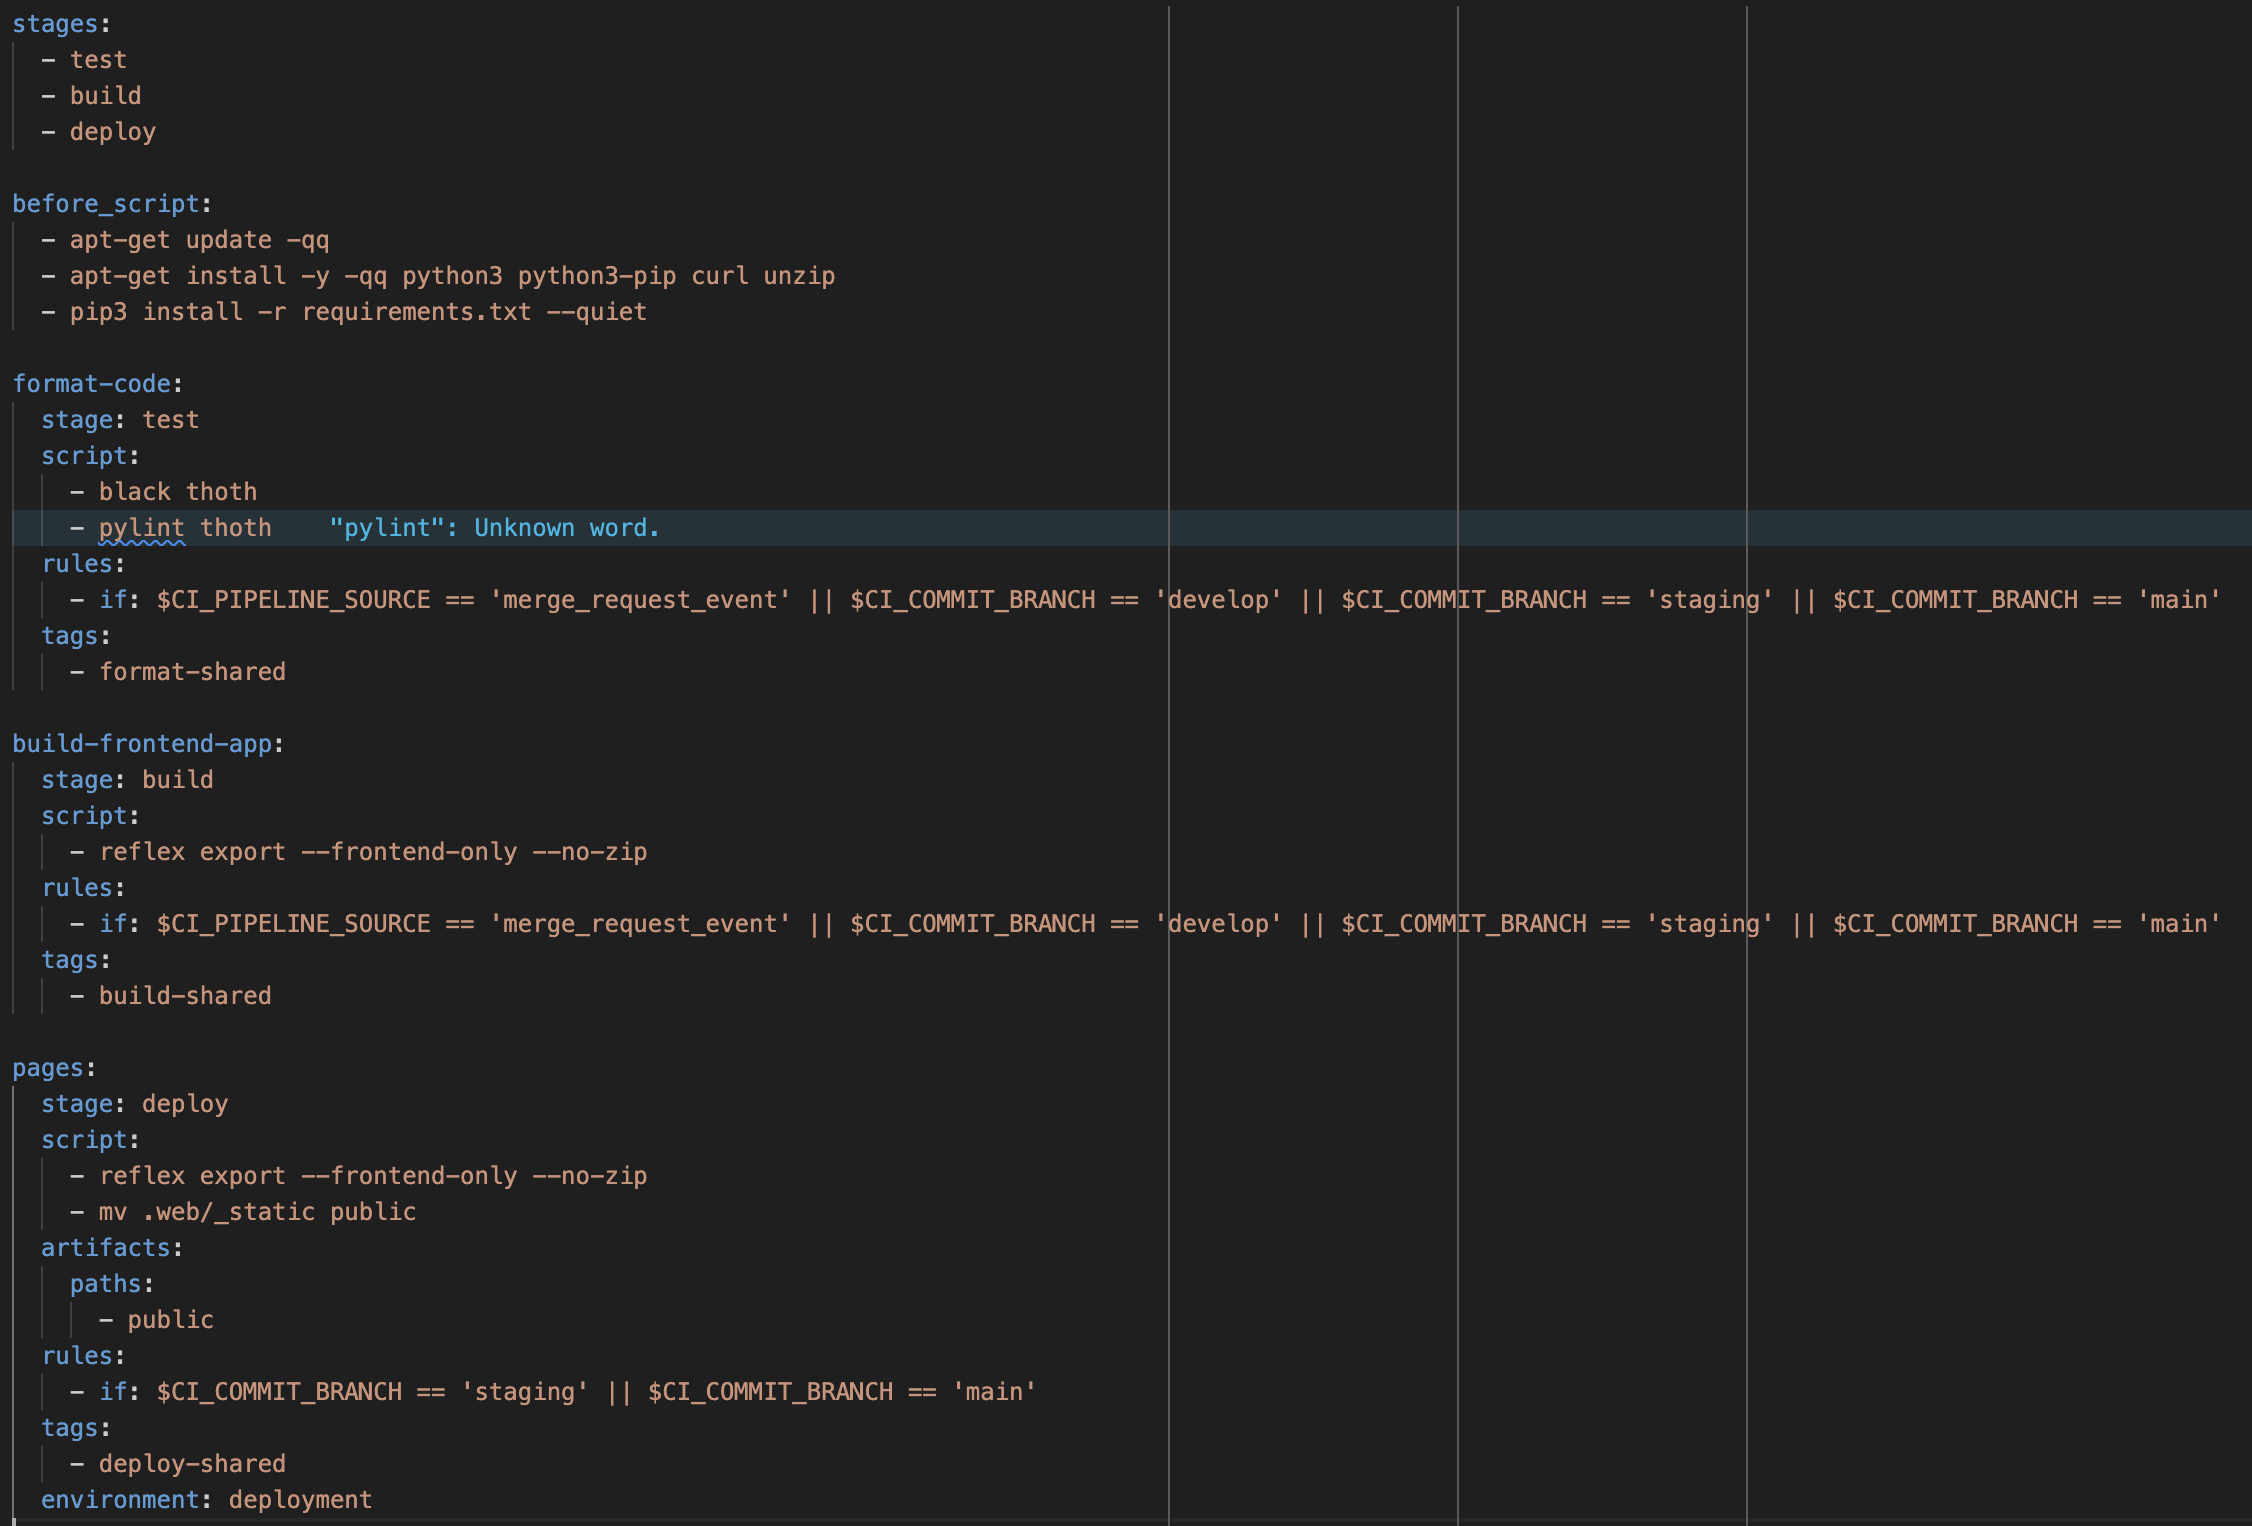 stages:
  - test
  - build
  - deploy

before_script:
  - apt-get update -qq
  - apt-get install -y -qq python3 python3-pip curl unzip
  - pip3 install -r requirements.txt --quiet

format-code:
  stage: test
  script:
    - black thoth
    - pylint thoth    "pylint": Unknown word.
  rules:
    - if: $CI_PIPELINE_SOURCE == 'merge_request_event' || $CI_COMMIT_BRANCH == 'develop' || $CI_COMMIT_BRANCH == 'staging' || $CI_COMMIT_BRANCH == 'main'
  tags:
    - format-shared

build-frontend-app:
  stage: build
  script:
    - reflex export --frontend-only --no-zip
  rules:
    - if: $CI_PIPELINE_SOURCE == 'merge_request_event' || $CI_COMMIT_BRANCH == 'develop' || $CI_COMMIT_BRANCH == 'staging' || $CI_COMMIT_BRANCH == 'main'
  tags:
    - build-shared

pages:
  stage: deploy
  script:
    - reflex export --frontend-only --no-zip
    - mv .web/_static public
  artifacts:
    paths:
      - public
  rules:
    - if: $CI_COMMIT_BRANCH == 'staging' || $CI_COMMIT_BRANCH == 'main'
  tags:
    - deploy-shared
  environment: deployment